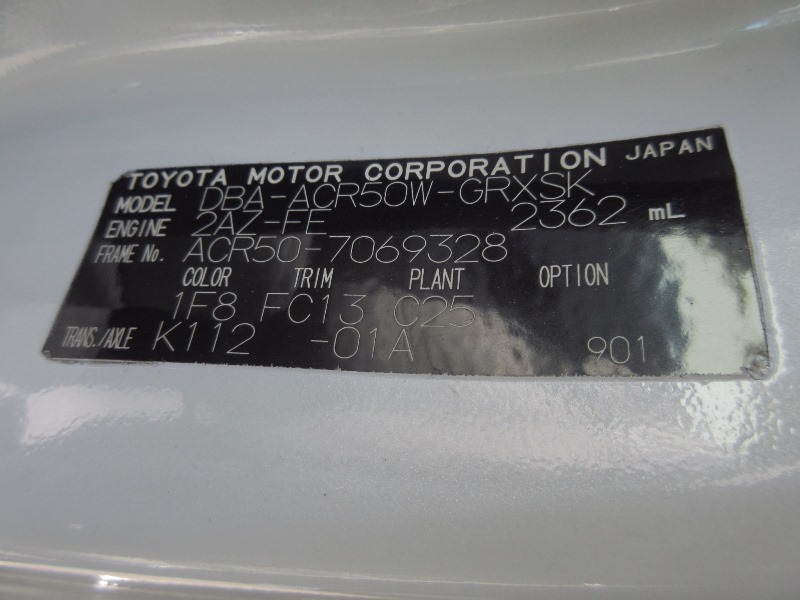 TOYOTA MOTOR CORPORATION JAPAN
MODEL DBA-ACR50W-GRXSK
ENGINE 2AZ-FE 2362 mL
FRAME No. ACR50-7069328
COLOR TRIM PLANT OPTION
1F8 FC13 C25
TRANS./AXLE K112 -01A 901